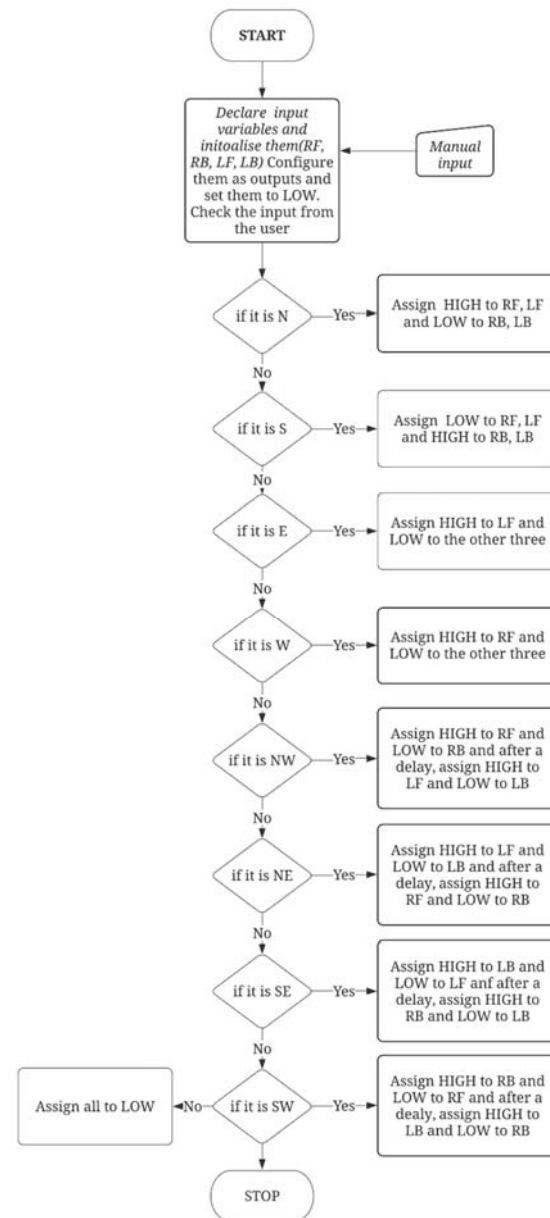 START
Declare input
variables and
initoalise them(RF,
RB, LF, LB) Configure
them as outputs and
set them to LOW.
Check the input from
the user
Manual
input
if it is N
Yes
Assign HIGH to RF, LF
and LOW to RB, LB
No
if it is S
Yes
Assign LOW to RF, LF
and HIGH to RB, LB
No
if it is E
Yes
Assign HIGH to LF and
LOW to the other three
No
if it is W
Yes
Assign HIGH to RF and
LOW to the other three
No
if it is NW
Yes
Assign HIGH to RF and
LOW to RB and after a
delay, assign HIGH to
LF and LOW to LB
No
if it is NE
Yes
Assign HIGH to LF and
LOW to LB and after a
delay, assign HIGH to
RF and LOW to RB
No
if it is SE
Yes
Assign HIGH to LB and
LOW to LF anf after a
delay, assign HIGH to
RB and LOW to LB
No
Assign all to LOW
No
if it is SW
Yes
Assign HIGH to RB and
LOW to RF and after a
dealy, assign HIGH to
LB and LOW to RB
STOP